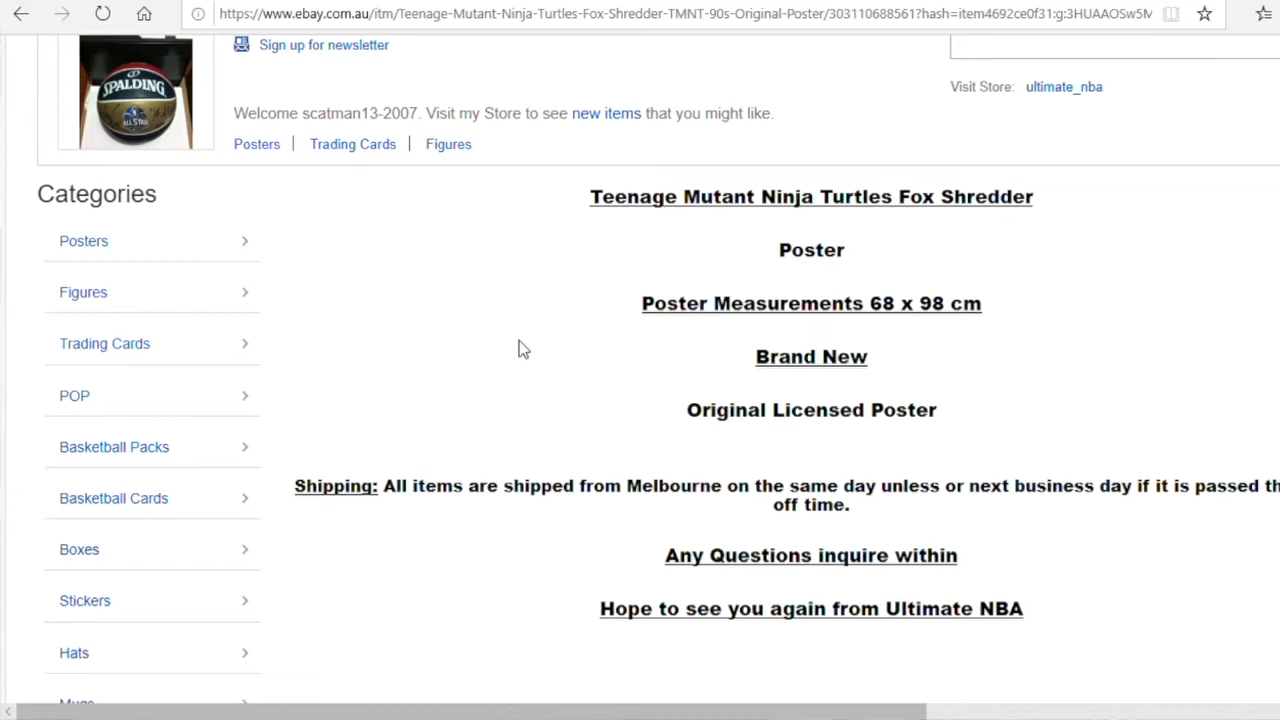 https://www.ebay.com.au/itm/Teenage-Mutant-Ninja-Turtles-Fox-Shredder-TMNT-90s-Original-Poster/303110688561?hash=item4692ce0f31:g:3HUAAOSw5M
Sign up for newsletter
SPALDING
ALL STAR
Visit Store: ultimate_nba
Welcome scatman13-2007. Visit my Store to see new items that you might like.
Posters | Trading Cards | Figures
Categories
Posters
Figures
Trading Cards
POP
Basketball Packs
Basketball Cards
Boxes
Stickers
Hats
Mugs
Teenage Mutant Ninja Turtles Fox Shredder
Poster
Poster Measurements 68 x 98 cm
Brand New
Original Licensed Poster
Shipping: All items are shipped from Melbourne on the same day unless or next business day if it is passed th
off time.
Any Questions inquire within
Hope to see you again from Ultimate NBA